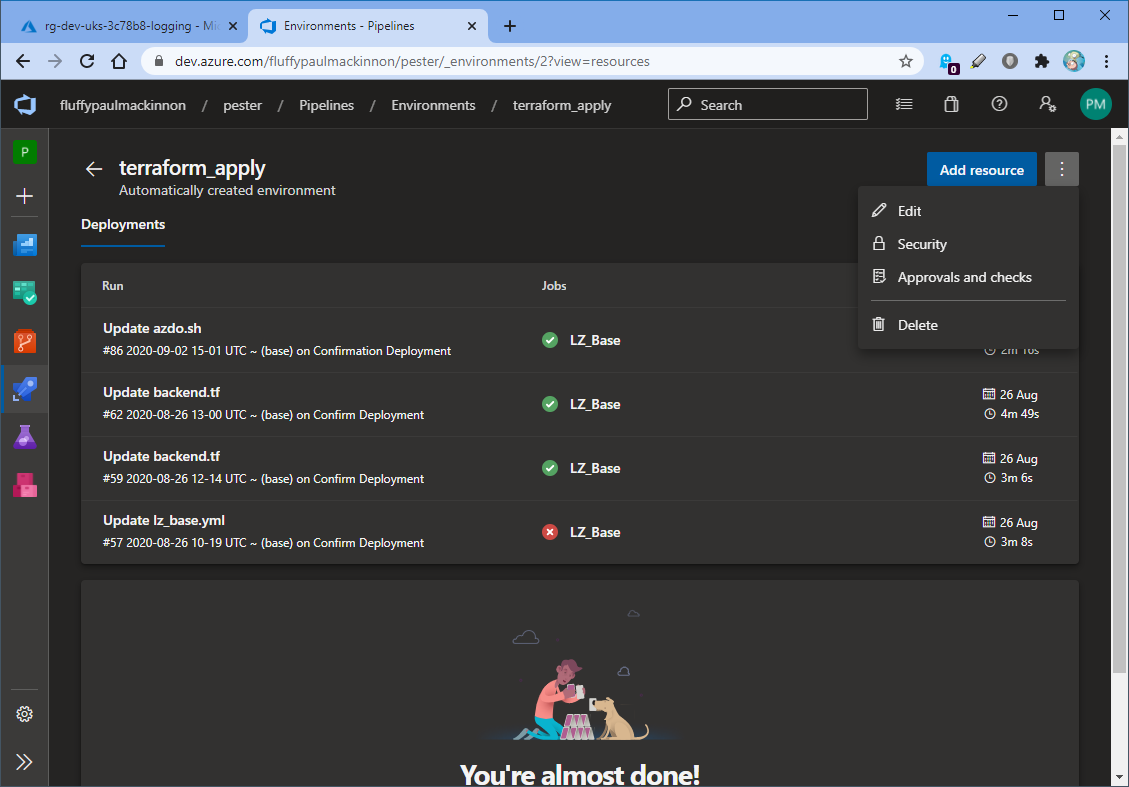 rg-dev-uks-3c78b8-logging - Mic
Environments - Pipelines
dev.azure.com/fluffypaulmackinnon/pester/_environments/2?view=resources
0
fluffypaulmackinnon / pester / Pipelines / Environments / terraform_apply
Search
PM
P
terraform_apply
Automatically created environment
Add resource
Edit
Security
Approvals and checks
Delete
Deployments
Run Jobs
Update azdo.sh
#86 2020-09-02 15-01 UTC ~ (base) on Confirmation Deployment
LZ_Base
2m 16s
Update backend.tf
#62 2020-08-26 13-00 UTC ~ (base) on Confirm Deployment
LZ_Base
26 Aug
4m 49s
Update backend.tf
#59 2020-08-26 12-14 UTC ~ (base) on Confirm Deployment
LZ_Base
26 Aug
3m 6s
Update lz_base.yml
#57 2020-08-26 10-19 UTC ~ (base) on Confirm Deployment
LZ_Base
26 Aug
3m 8s
You're almost done!